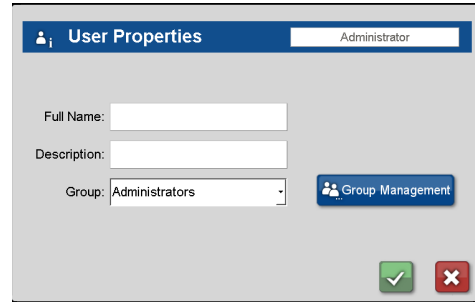 User Properties
Administrator
Full Name:
Description:
Group: Administrators
Group Management